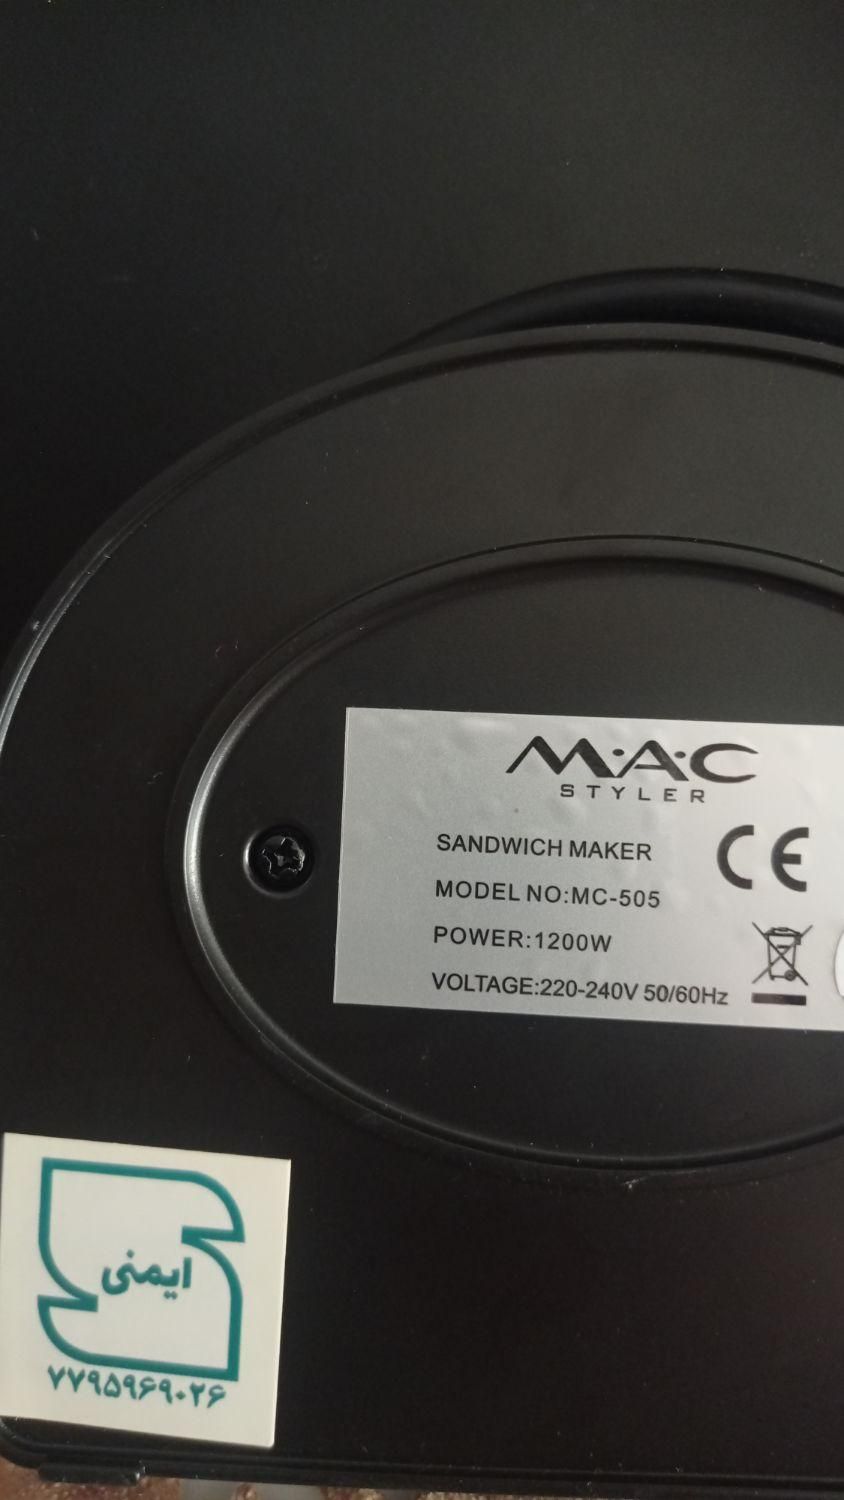 M·A·C
STYLER
SANDWICH MAKER
MODEL NO:MC-505
POWER:1200W
VOLTAGE:220-240V 50/60Hz
CE
ایمنی
۷۷۹۵۹۶۹۰۲۶